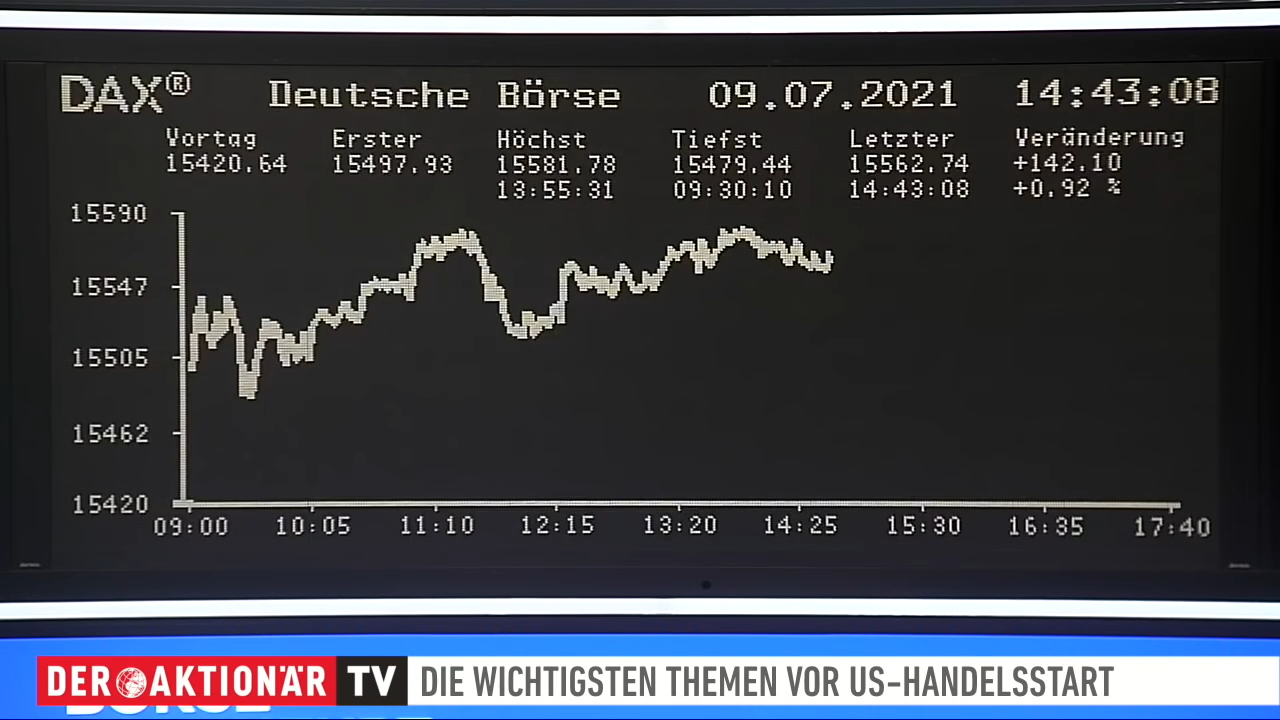 DAX® Deutsche Börse 09.07.2021 14:43:08
Vortag Erster Höchst Tiefst Letzter Veränderung
15420.64 15497.93 15581.78 15479.44 15562.74 +142.10
13:55:31 09:30:10 14:43:08 +0.92 %
15590
15547
15505
15462
15420
09:00 10:05 11:10 12:15 13:20 14:25 15:30 16:35 17:40
DER AKTIONÄR TV DIE WICHTIGSTEN THEMEN VOR US-HANDELSSTART